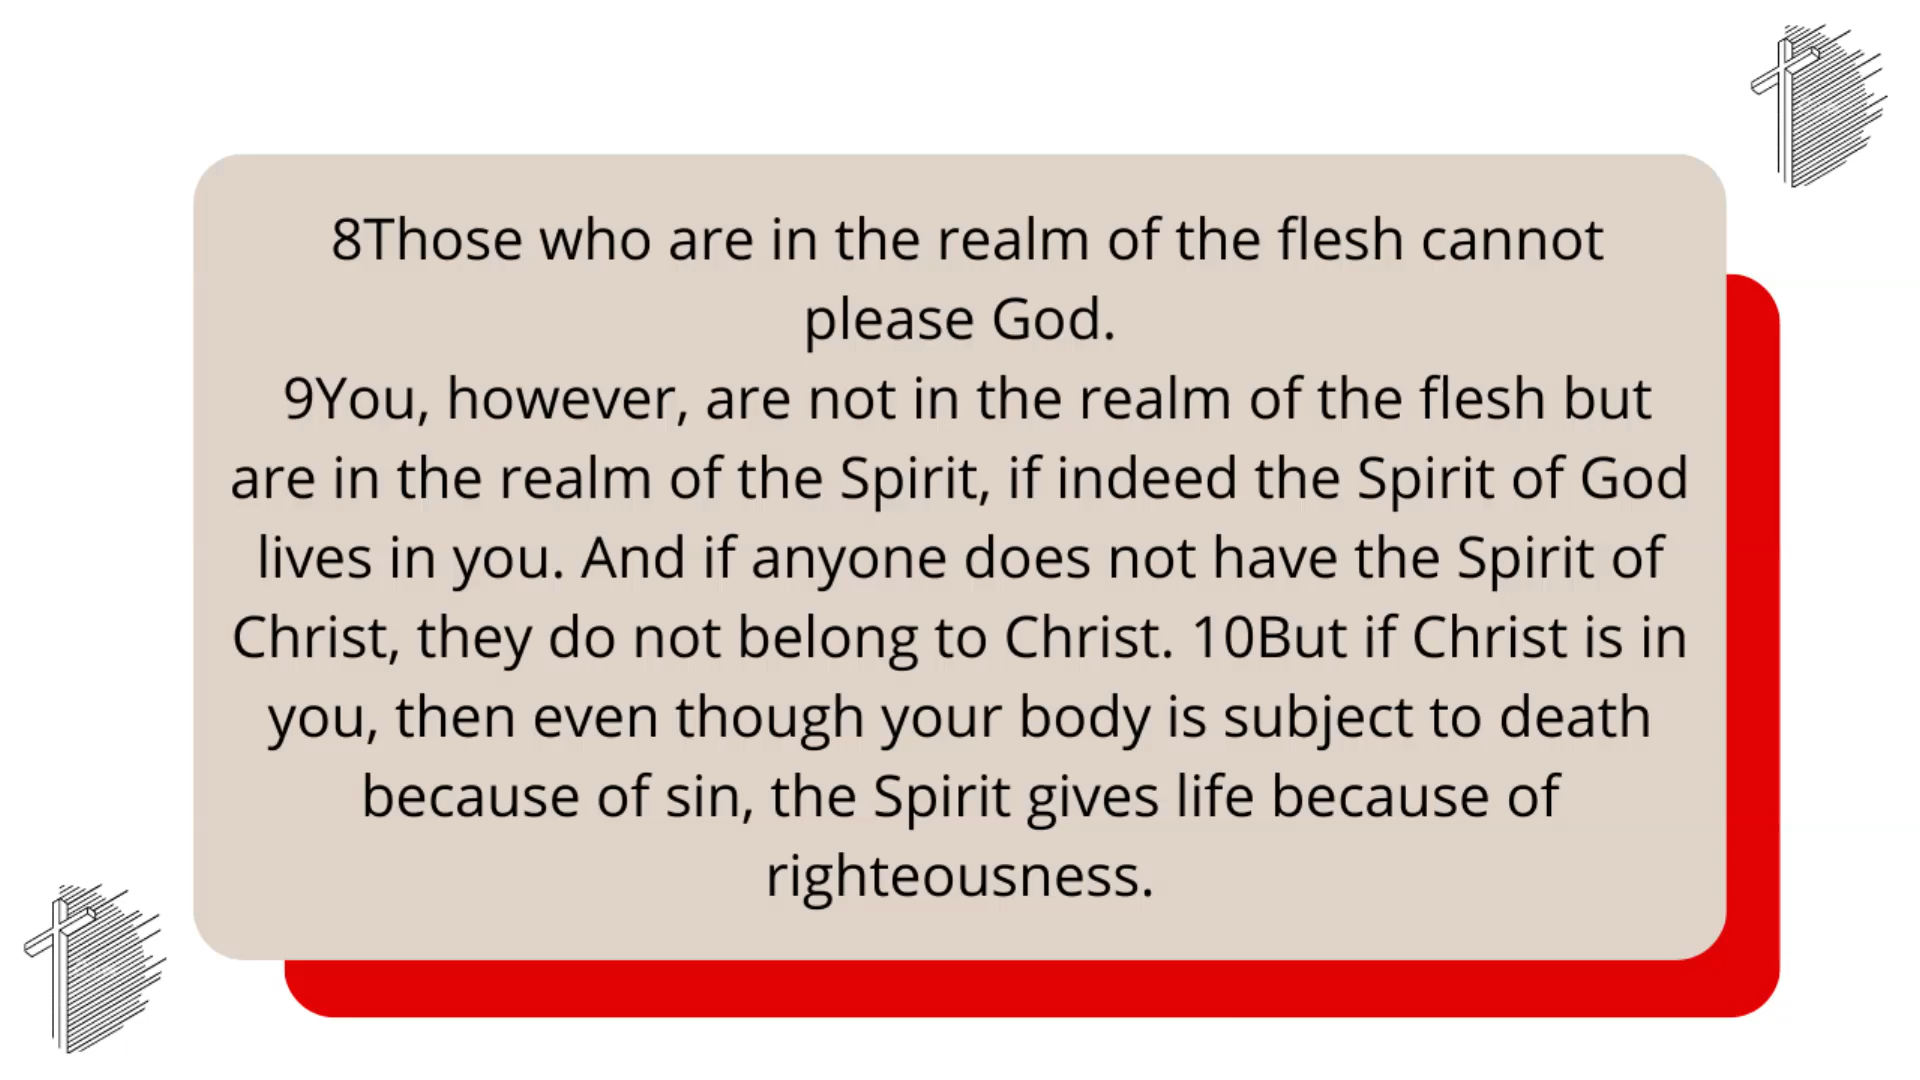 8Those who are in the realm of the flesh cannot
please God.
9You, however, are not in the realm of the flesh but
are in the realm of the Spirit, if indeed the Spirit of God
lives in you. And if anyone does not have the Spirit of
Christ, they do not belong to Christ. 10But if Christ is in
you, then even though your body is subject to death
because of sin, the Spirit gives life because of
righteousness.